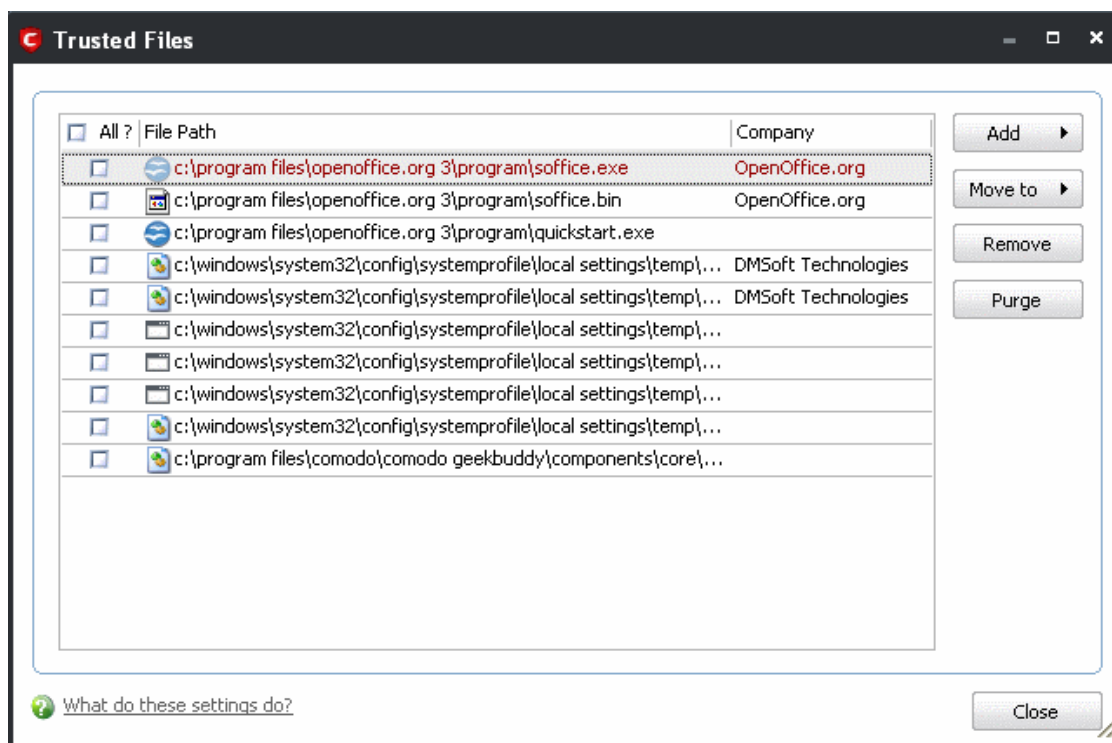 Trusted Files
All ? File Path Company
c:\program files\openoffice.org 3\program\soffice.exe OpenOffice.org
c:\program files\openoffice.org 3\program\soffice.bin OpenOffice.org
c:\program files\openoffice.org 3\program\quickstart.exe
c:\windows\system32\config\systemprofile\local settings\temp\... DMSoft Technologies
c:\windows\system32\config\systemprofile\local settings\temp\... DMSoft Technologies
c:\windows\system32\config\systemprofile\local settings\temp\...
c:\windows\system32\config\systemprofile\local settings\temp\...
c:\windows\system32\config\systemprofile\local settings\temp\...
c:\windows\system32\config\systemprofile\local settings\temp\...
c:\program files\comodo\comodo geekbuddy\components\core\...
Add
Move to
Remove
Purge
What do these settings do?
Close